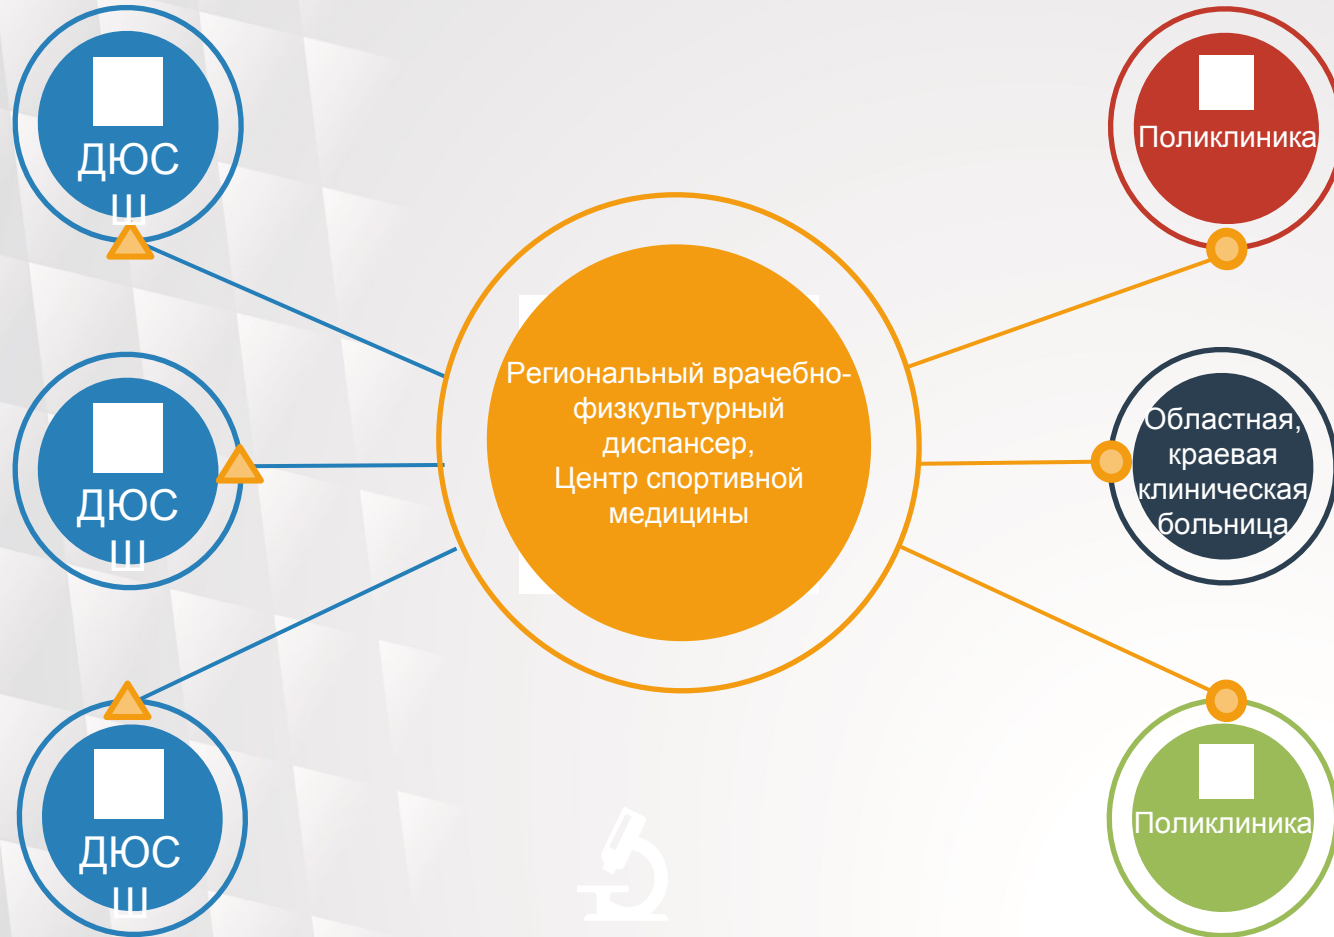 ДЮС
Ш
Поликлиника
Региональный врачебно-
физкультурный
диспансер,
Центр спортивной
медицины
ДЮС
Ш
Областная,
краевая
клиническая
больница
ДЮС
Ш
Поликлиника